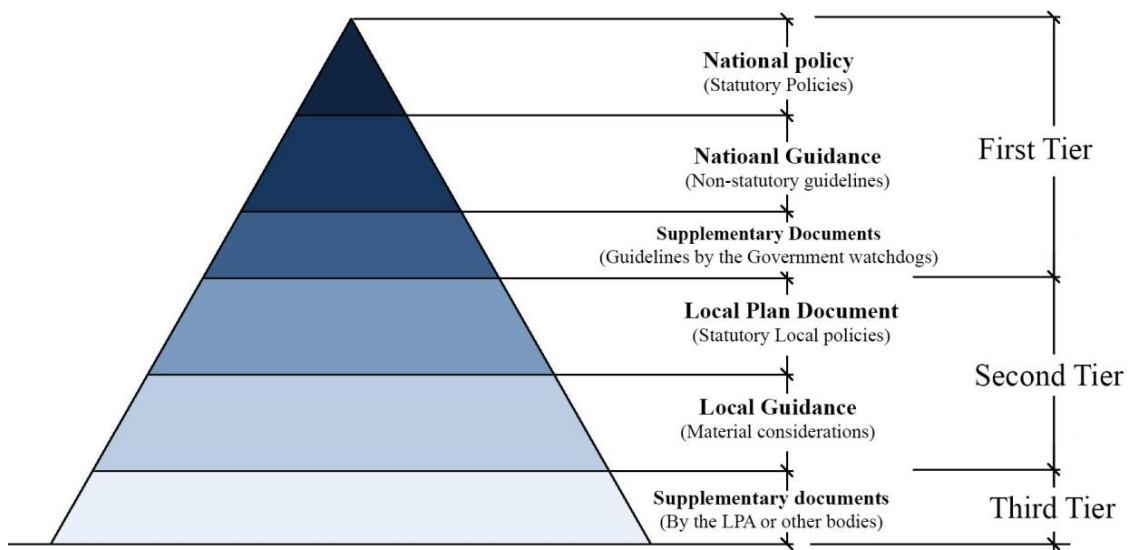 National policy
(Statutory Policies)
Natioanl Guidance
(Non-statutory guidelines)
First Tier
Supplementary Documents
(Guidelines by the Government watchdogs)
Local Plan Document
(Statutory Local policies)
Second Tier
Local Guidance
(Material considerations)
Supplementary documents
(By the LPA or other bodies)
Third Tier